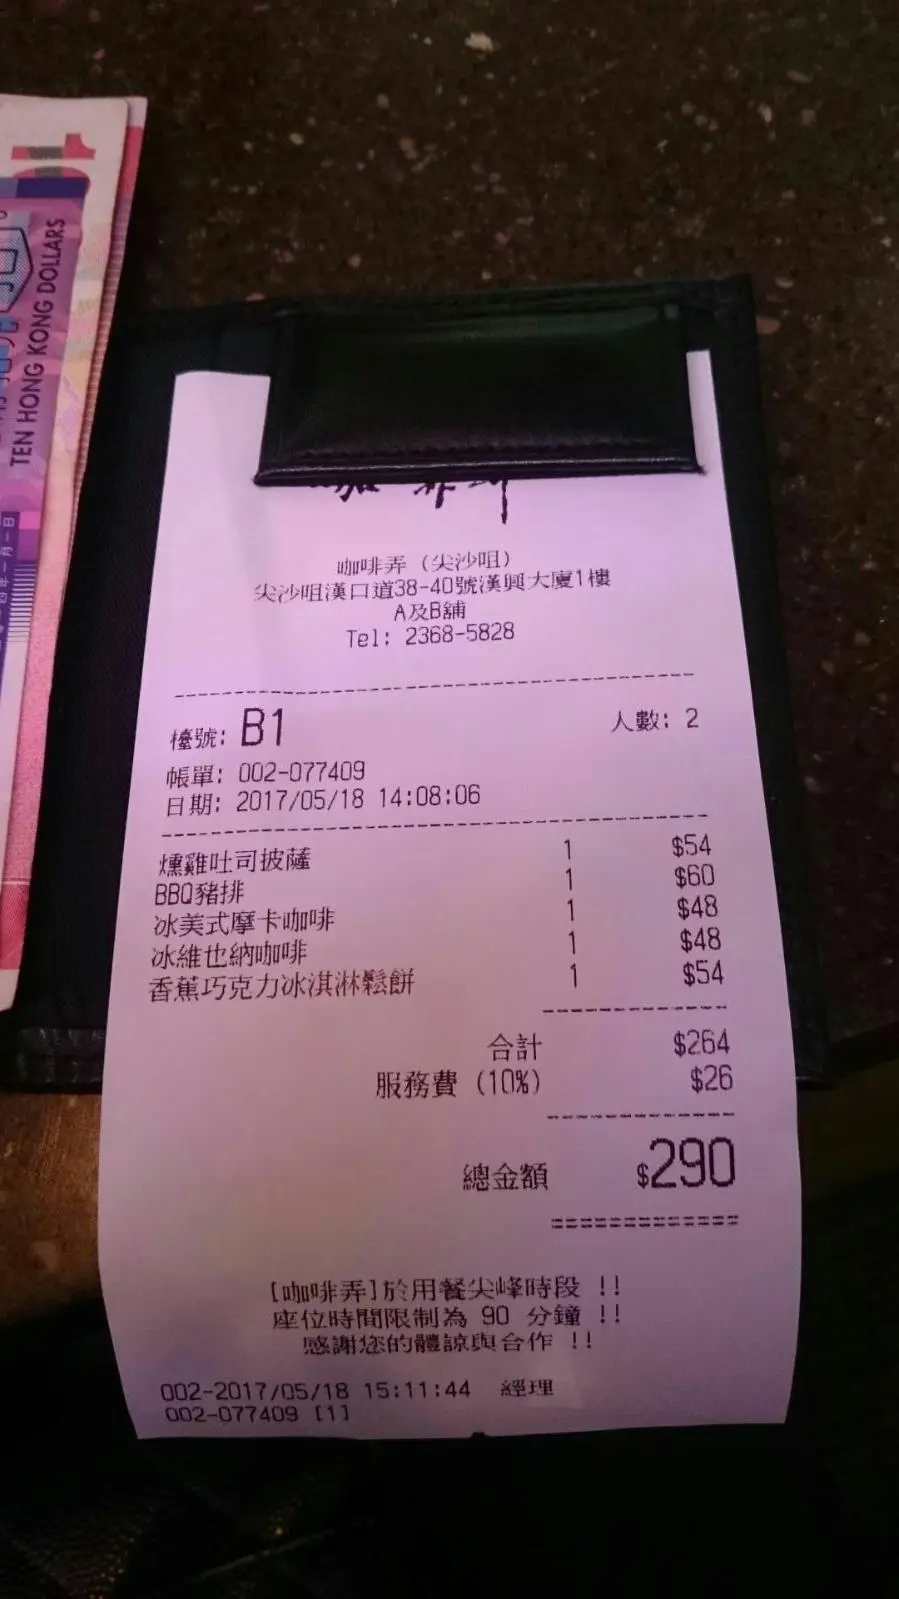 10
TEN HONG KONG DOLLARS
咖啡弄
咖啡弄 (尖沙咀)
尖沙咀漢口道38-40號漢興大廈1樓
A及B舖
Tel: 2368-5828
檯號: B1 人數: 2
帳單: 002-077409
日期: 2017/05/18 14:08:06
燻雞吐司披薩 1 $54
BBQ豬排 1 $60
冰美式摩卡咖啡 1 $48
冰維也納咖啡 1 $48
香蕉巧克力冰淇淋鬆餅 1 $54
合計 $264
服務費 (10%) $26
總金額 $290
[咖啡弄]於用餐尖峰時段 !!
座位時間限制為 90 分鐘 !!
感謝您的體諒與合作 !!
002-2017/05/18 15:11:44 經理
002-077409 [1]